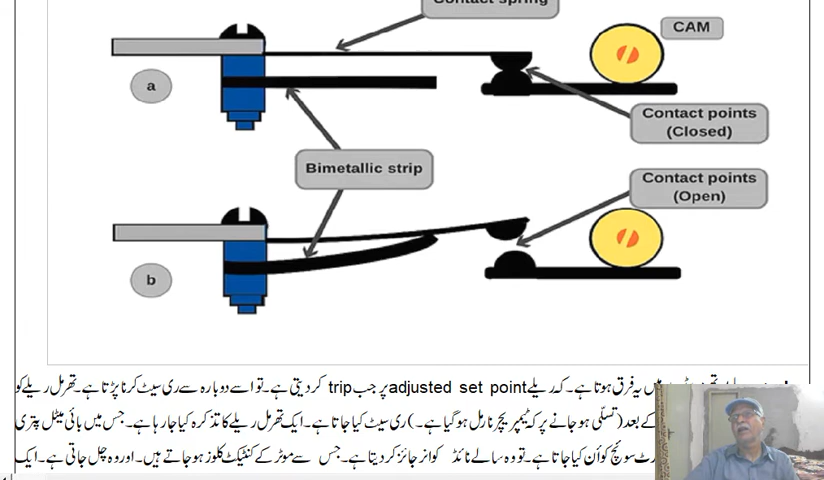 Contact spring
CAM
a
Contact points
(Closed)
Bimetallic strip
Contact points
(Open)
b
میں یہ فرق ہوتا ہے۔ کہ ریلے adjusted set point پر جب trip کر دیتی ہے۔ تو اسے دوبارہ سے ری سیٹ کرنا پڑتا ہے۔ تھرمل ریلے کو
کے بعد (تسلّی ہو جانے پر کہ ٹیمپریچر نارمل ہو گیا ہے۔) ری سیٹ کیا جاتا ہے۔ ایک تھرمل ریلے کا تذکرہ کیا جا رہا ہے۔ جس میں بائی میٹل پتری
سوئچ کو اُن کیا جاتا ہے۔ تو وہ سالے نائڈ کو انرجائز کر دیتا ہے۔ جس سے موٹر کے کنٹیکٹ کلوز ہو جاتے ہیں۔ اور وہ چل جاتی ہے۔ ایک